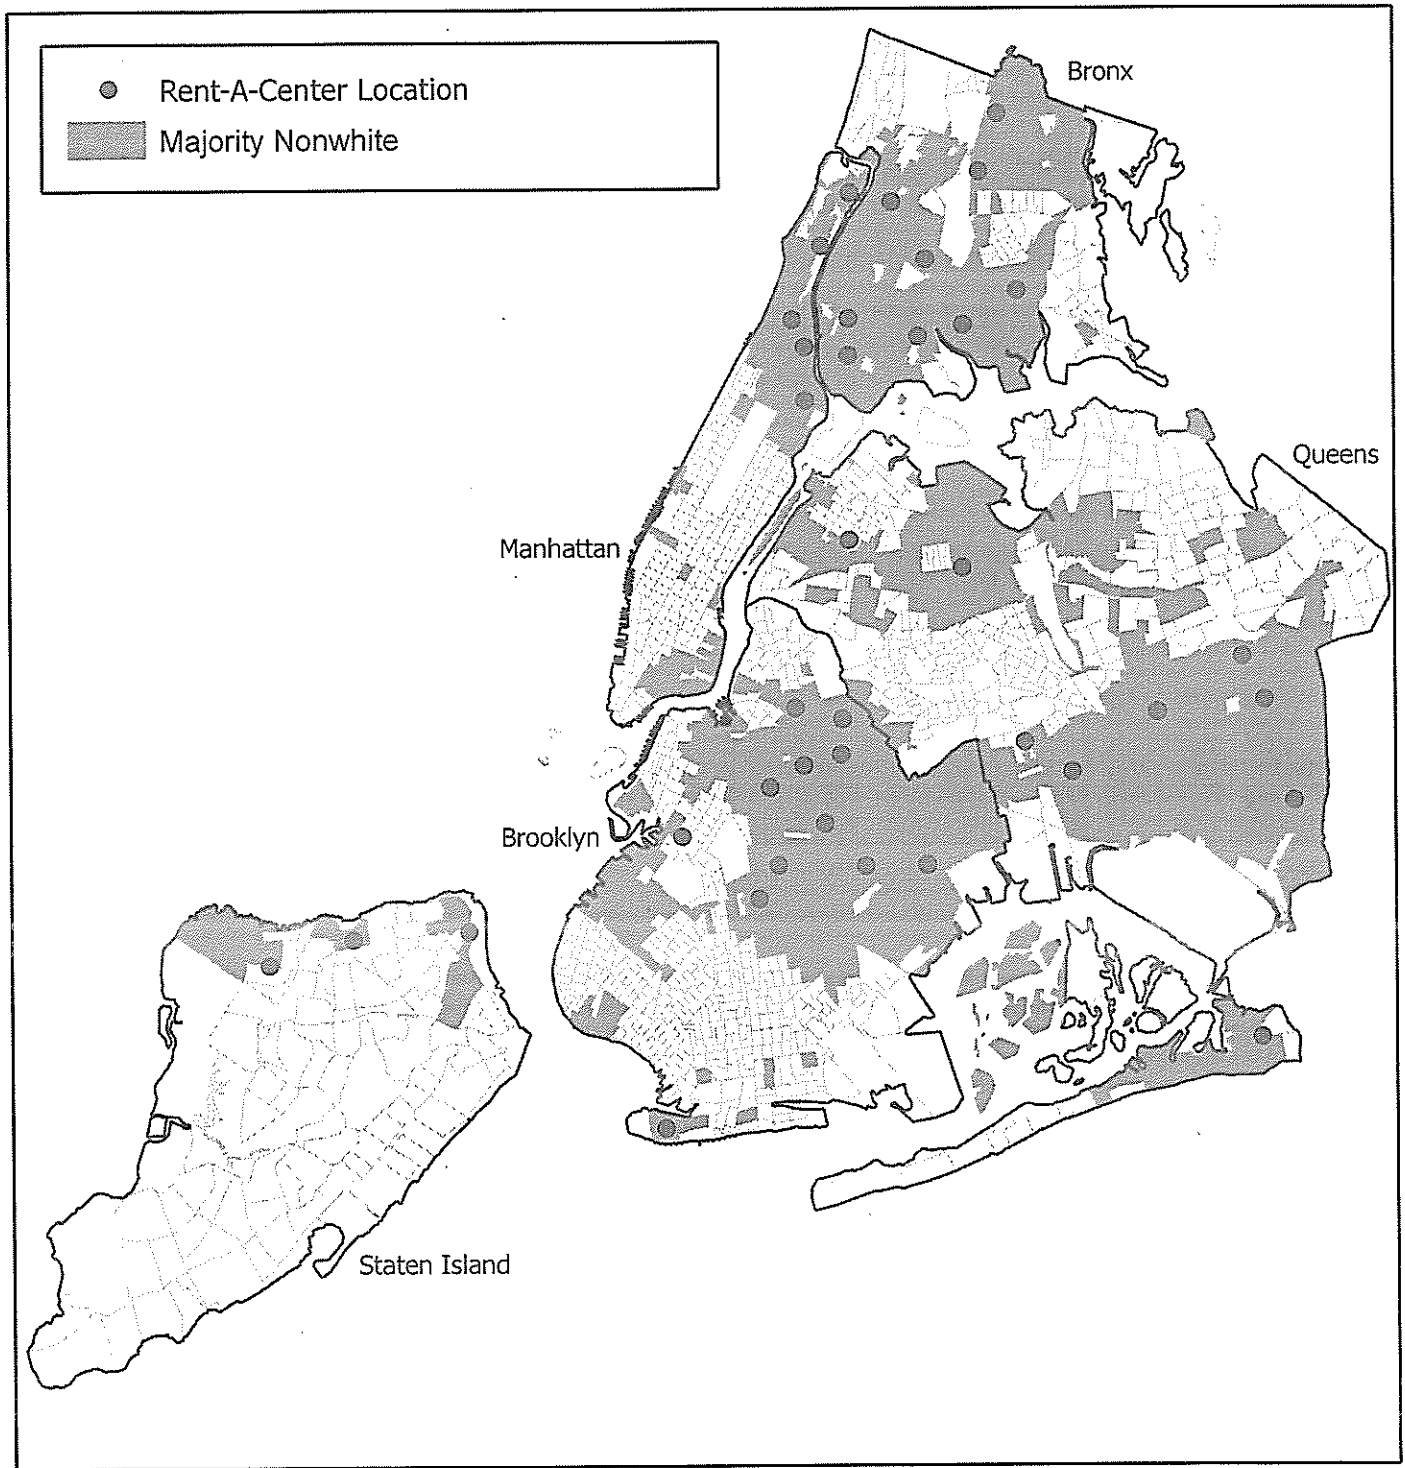 Rent-A-Center Location
Majority Nonwhite
Bronx
Queens
Manhattan
Brooklyn
Staten Island